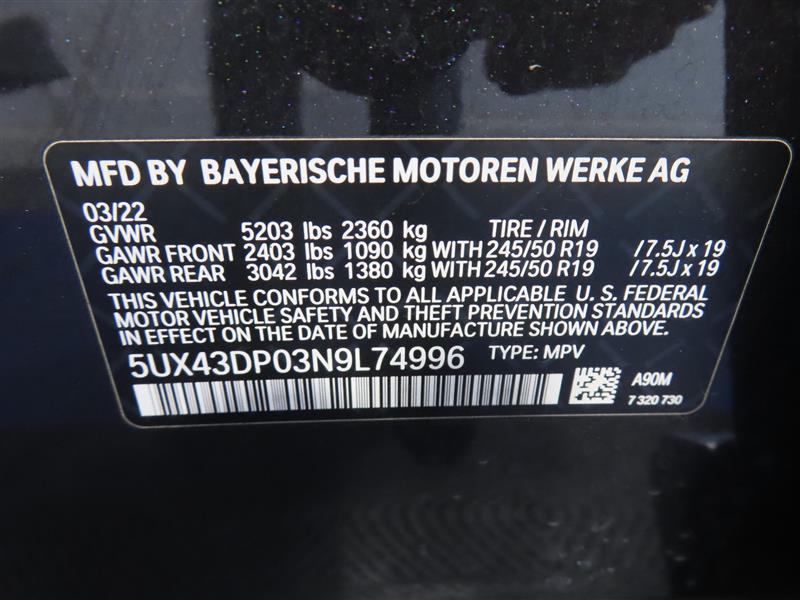 MFD BY BAYERISCHE MOTOREN WERKE AG
03/22
GVWR 5203 lbs 2360 kg TIRE / RIM
GAWR FRONT 2403 lbs 1090 kg WITH 245/50 R19 / 7.5J x 19
GAWR REAR 3042 lbs 1380 kg WITH 245/50 R19 / 7.5J x 19
THIS VEHICLE CONFORMS TO ALL APPLICABLE U. S. FEDERAL
MOTOR VEHICLE SAFETY AND THEFT PREVENTION STANDARDS
IN EFFECT ON THE DATE OF MANUFACTURE SHOWN ABOVE.
5UX43DP03N9L74996 TYPE: MPV
A90M
7 320 730